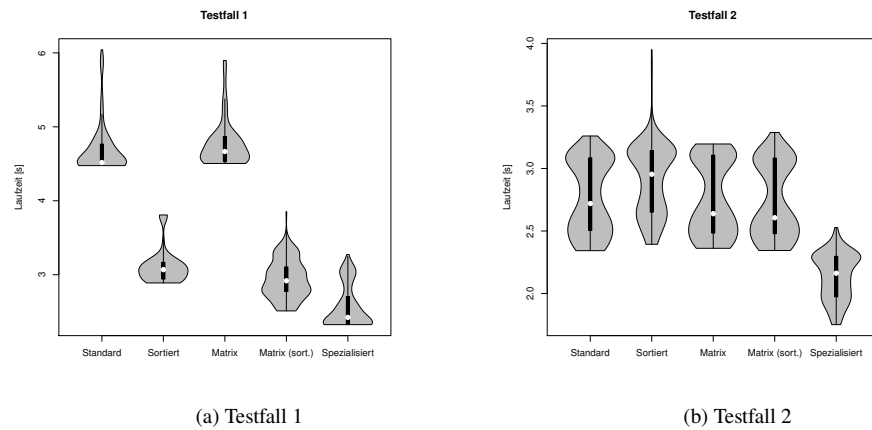 Testfall 1
Laufzeit [s]
6
5
4
3
Standard Sortiert Matrix Matrix (sort.) Spezialisiert
(a) Testfall 1
Testfall 2
Laufzeit [s]
4.0
3.5
3.0
2.5
2.0
Standard Sortiert Matrix Matrix (sort.) Spezialisiert
(b) Testfall 2